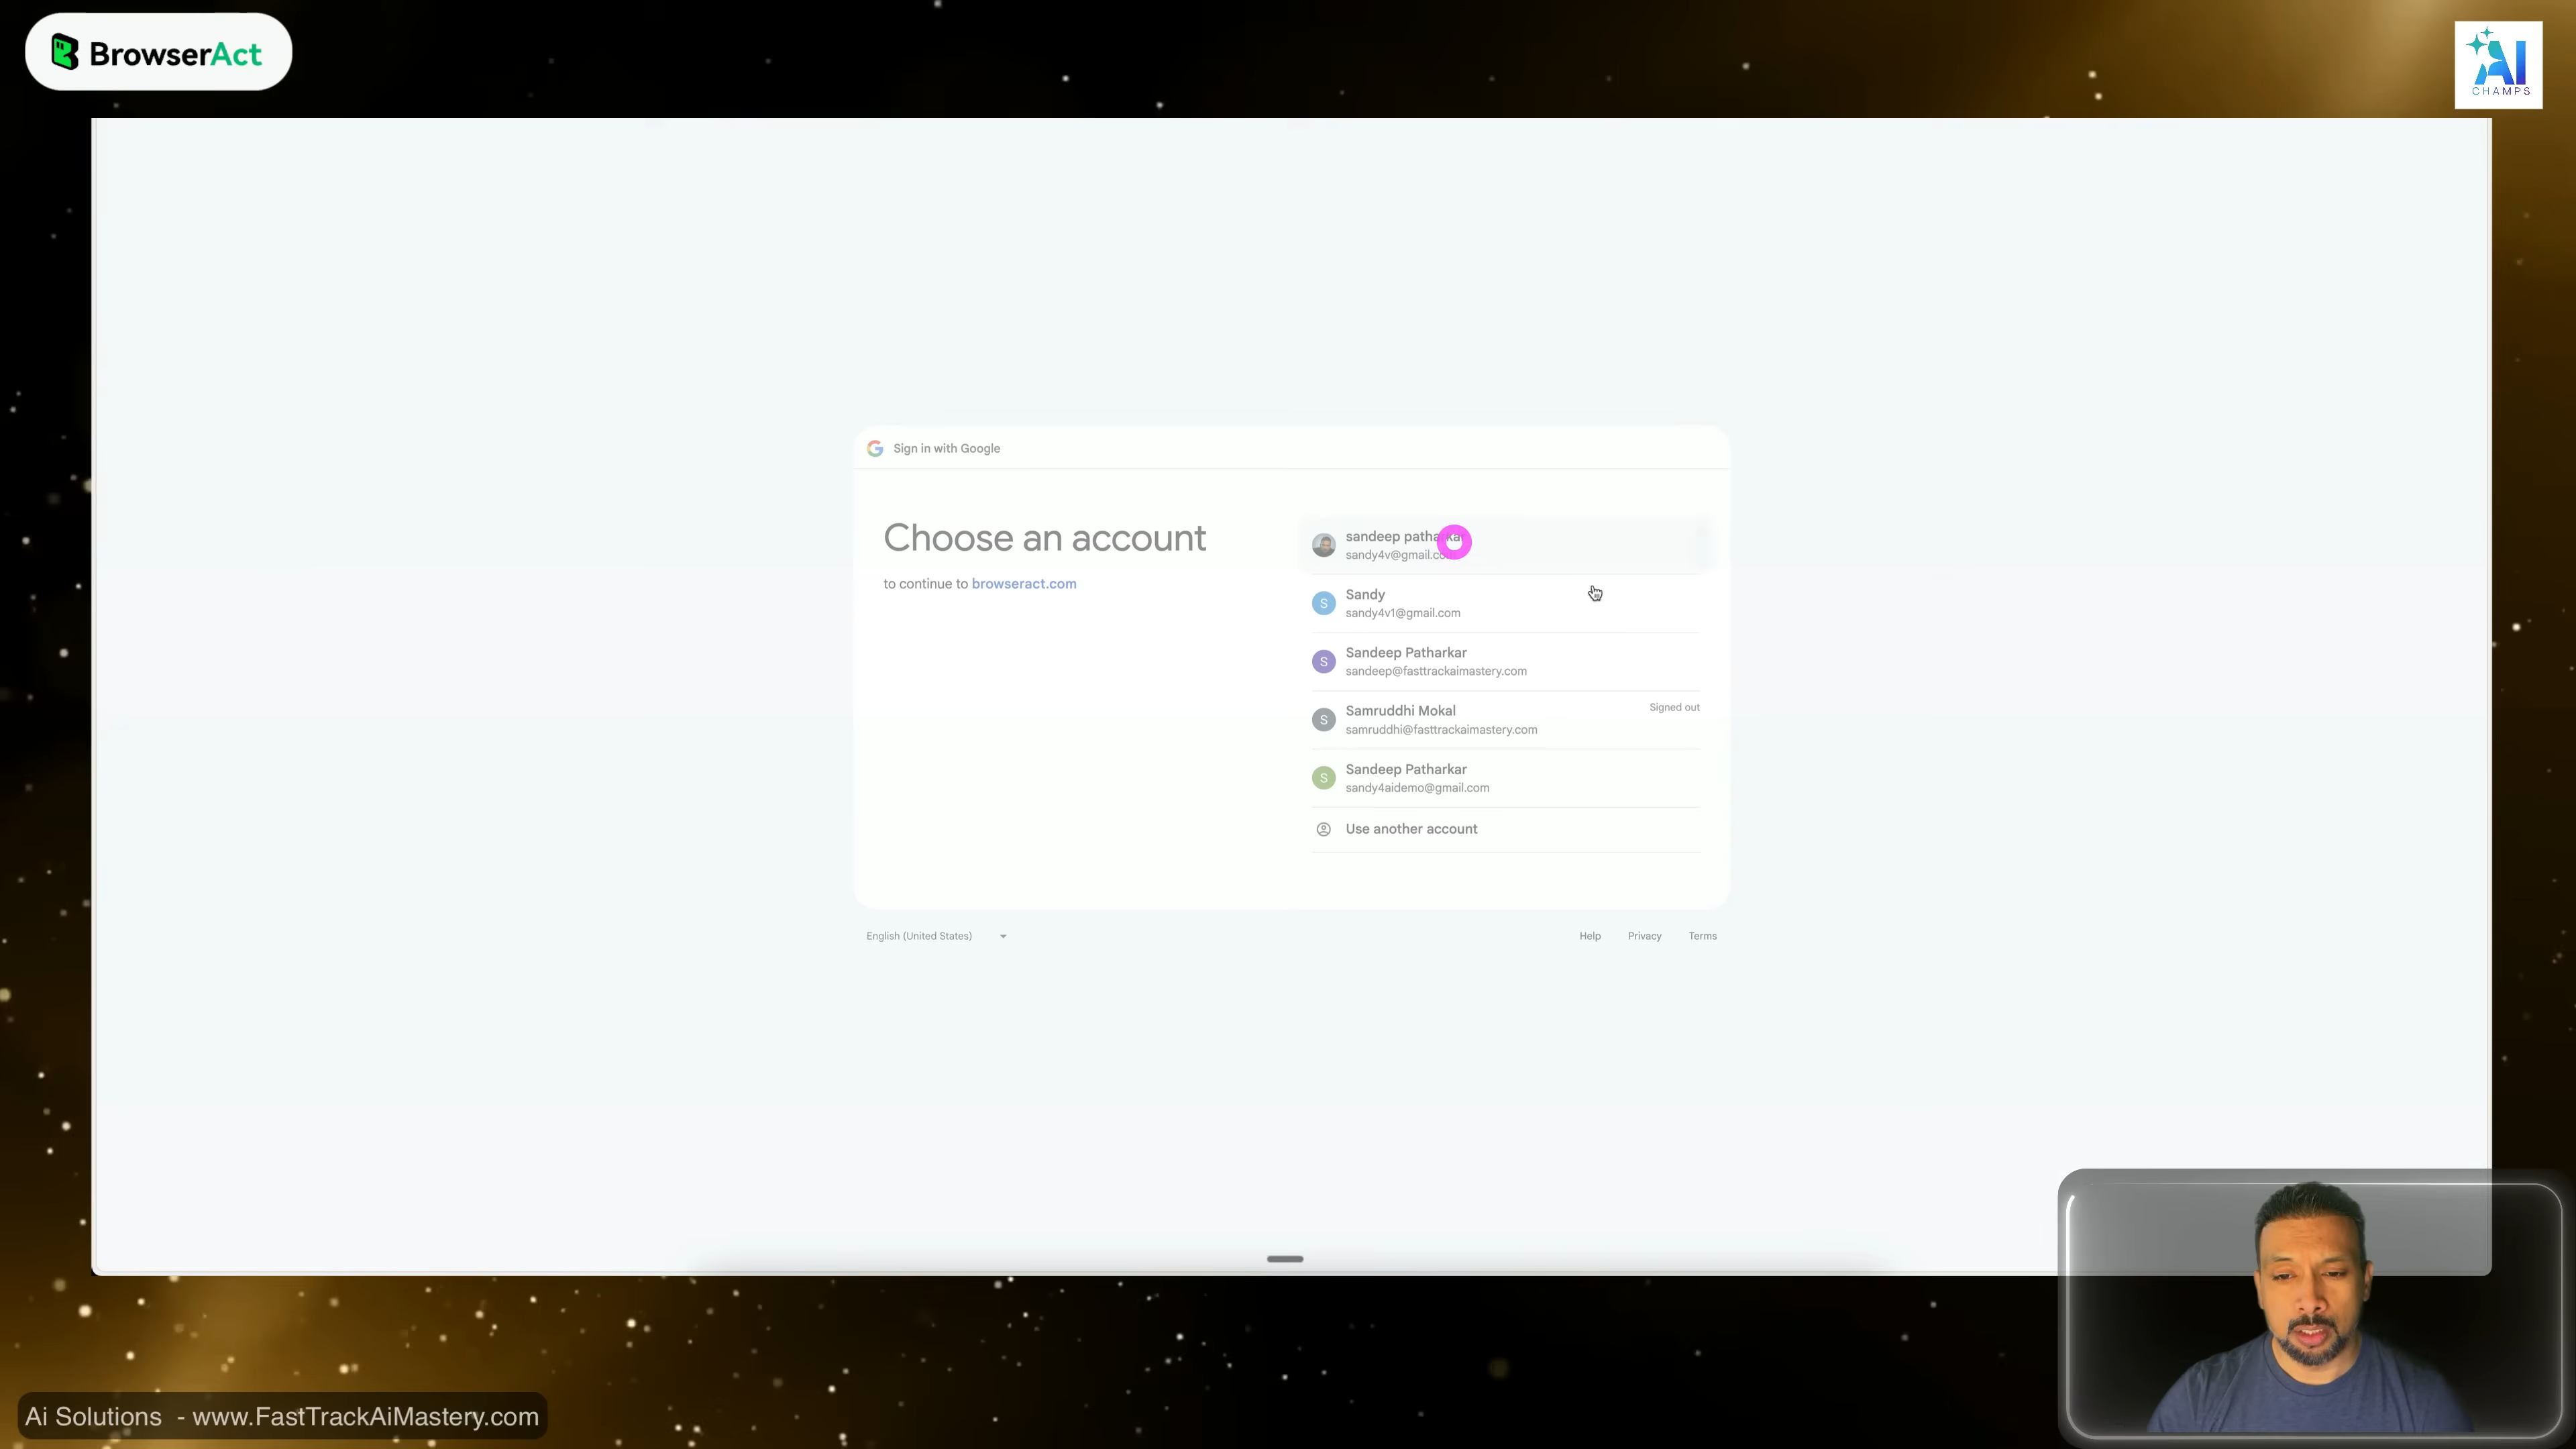 BrowserAct
AI
CHAMPS
Sign in with Google
Choose an account
to continue to browseract.com
sandeep patharkar
sandy4v@gmail.com
Sandy
sandy4v1@gmail.com
Sandeep Patharkar
sandeep@fasttrackaimastery.com
Samruddhi Mokal
Signed out
samruddhi@fasttrackaimastery.com
Sandeep Patharkar
sandy4aidemo@gmail.com
Use another account
English (United States)
Help Privacy Terms
Ai Solutions - www.FastTrackAiMastery.com